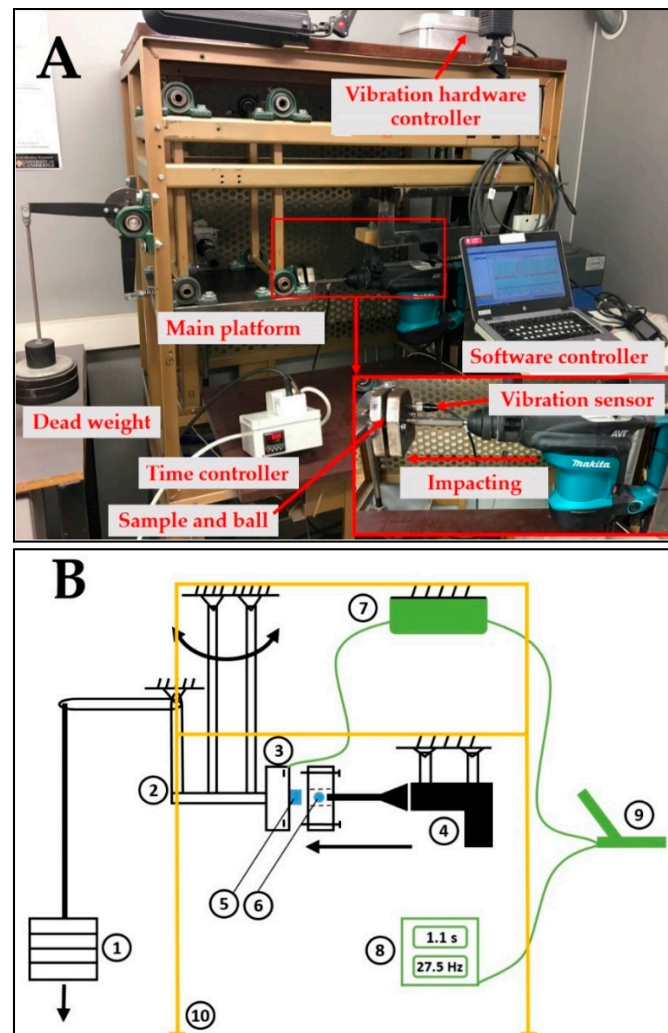 A
Vibration hardware
controller
Main platform
Software controller
Dead weight
Vibration sensor
Time controller
AVT
makita
Impacting
Sample and ball
B
7
3
2
9
4
5
6
1
8
1.1 s
27.5 Hz
10